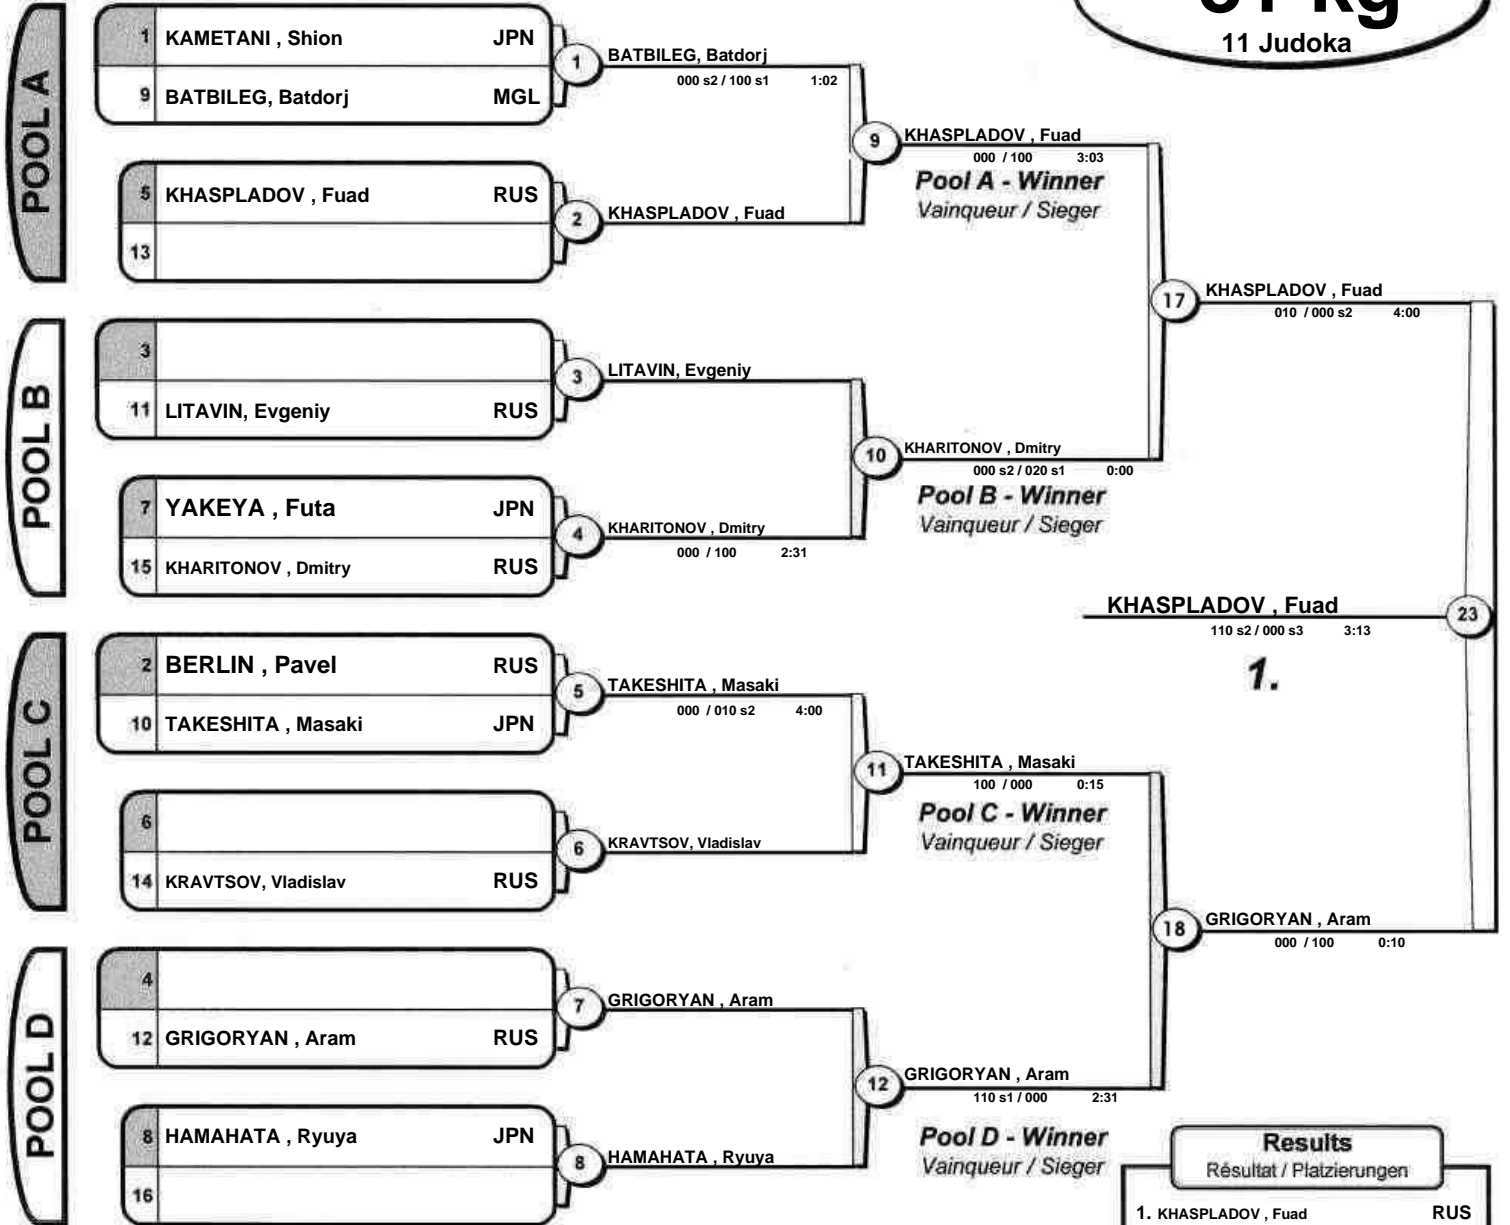 11 Judoka
POOL A
1 KAMETANI , Shion JPN
9 BATBILEG, Batdorj MGL
1
BATBILEG, Batdorj
000 s2 / 100 s1 1:02
5 KHASPLADOV , Fuad RUS
13
2
KHASPLADOV , Fuad
9
KHASPLADOV , Fuad
000 / 100 3:03
Pool A - Winner
Vainqueur / Sieger
POOL B
3
11 LITAVIN, Evgeniy RUS
3
LITAVIN, Evgeniy
7 YAKEYA , Futa JPN
15 KHARITONOV , Dmitry RUS
4
KHARITONOV , Dmitry
000 / 100 2:31
10
KHARITONOV , Dmitry
000 s2 / 020 s1 0:00
Pool B - Winner
Vainqueur / Sieger
17
KHASPLADOV , Fuad
010 / 000 s2 4:00
POOL C
2 BERLIN , Pavel RUS
10 TAKESHITA , Masaki JPN
5
TAKESHITA , Masaki
000 / 010 s2 4:00
6
14 KRAVTSOV, Vladislav RUS
6
KRAVTSOV, Vladislav
11
TAKESHITA , Masaki
100 / 000 0:15
Pool C - Winner
Vainqueur / Sieger
POOL D
4
12 GRIGORYAN , Aram RUS
7
GRIGORYAN , Aram
8 HAMAHATA , Ryuya JPN
16
8
HAMAHATA , Ryuya
12
GRIGORYAN , Aram
110 s1 / 000 2:31
Pool D - Winner
Vainqueur / Sieger
18
GRIGORYAN , Aram
000 / 100 0:10
KHASPLADOV , Fuad
110 s2 / 000 s3 3:13
23
1.
Results
Résultat / Platzierungen
1. KHASPLADOV , Fuad RUS